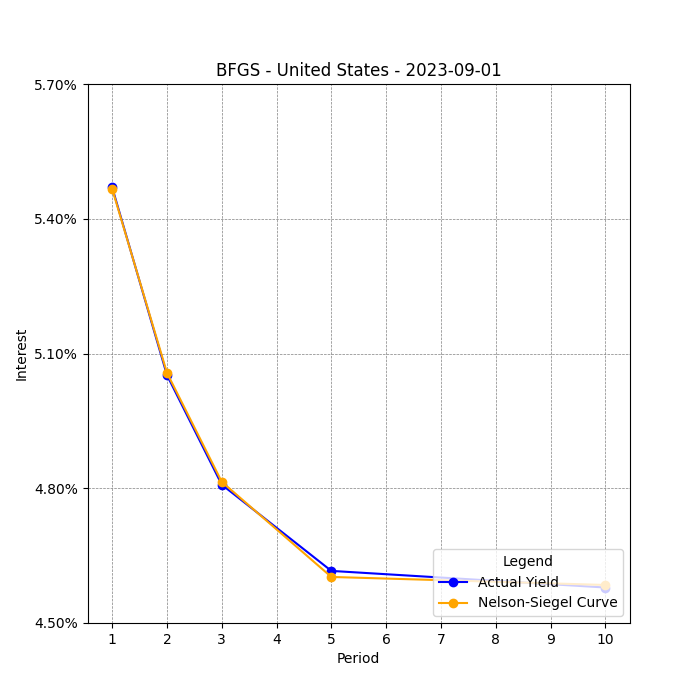 BFGS - United States - 2023-09-01
5.70%
5.40%
5.10%
4.80%
4.50%
Interest
1 2 3 4 5 6 7 8 9 10
Period
Legend
Actual Yield
Nelson-Siegel Curve